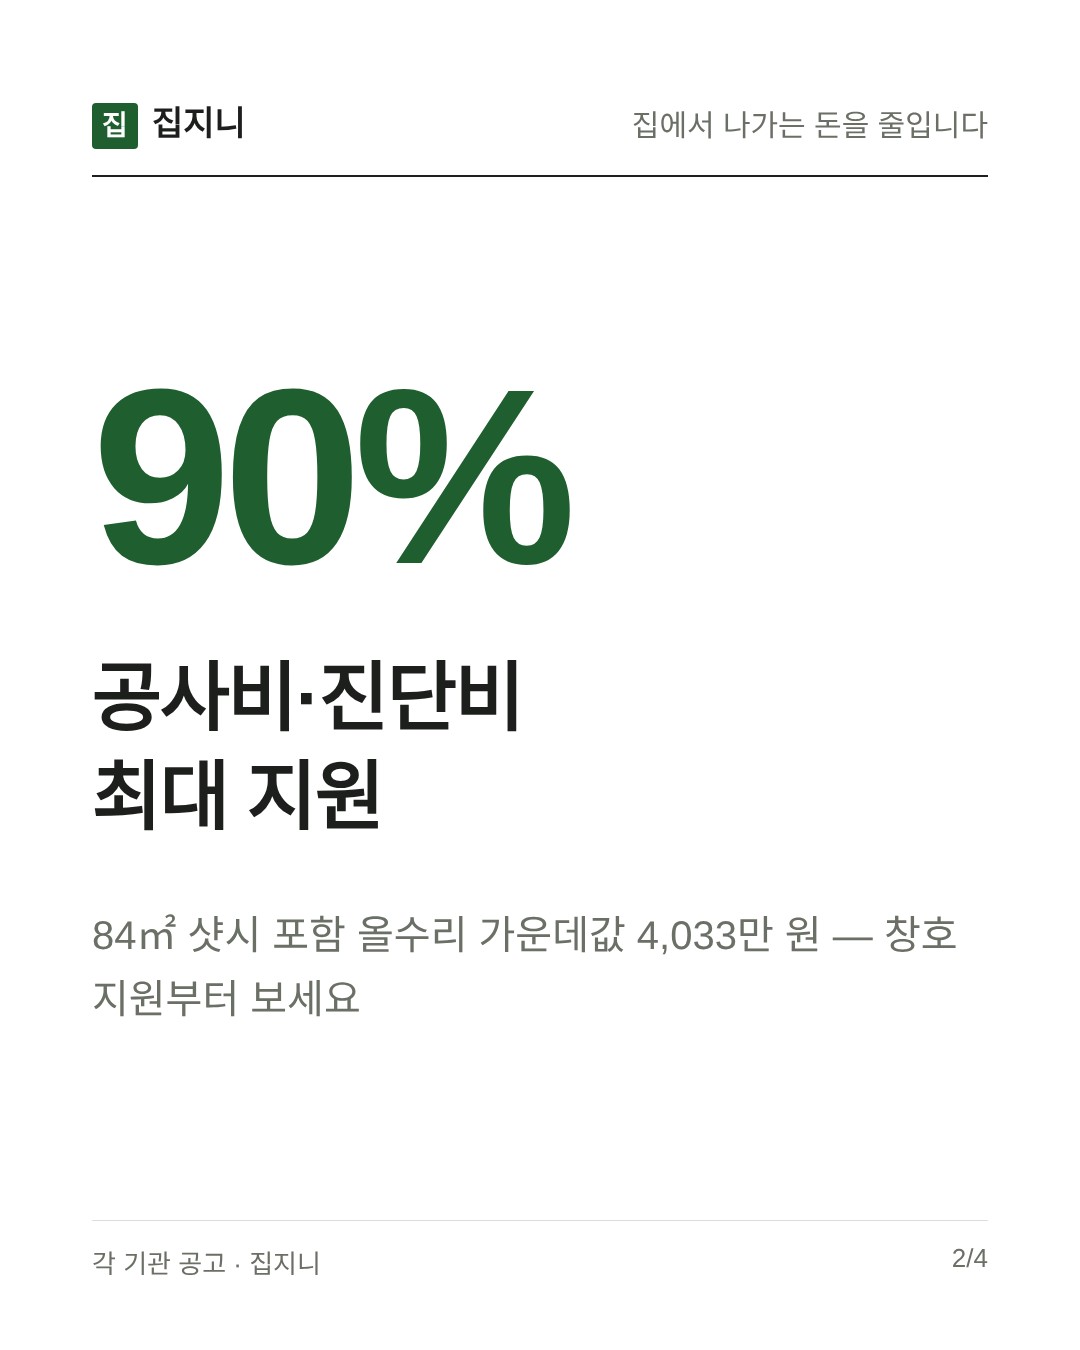 집 집지니
집에서 나가는 돈을 줄입니다
90%
공사비·진단비
최대 지원
84㎡ 샷시 포함 올수리 가운데값 4,033만 원 — 창호
지원부터 보세요
각 기관 공고 · 집지니
2/4